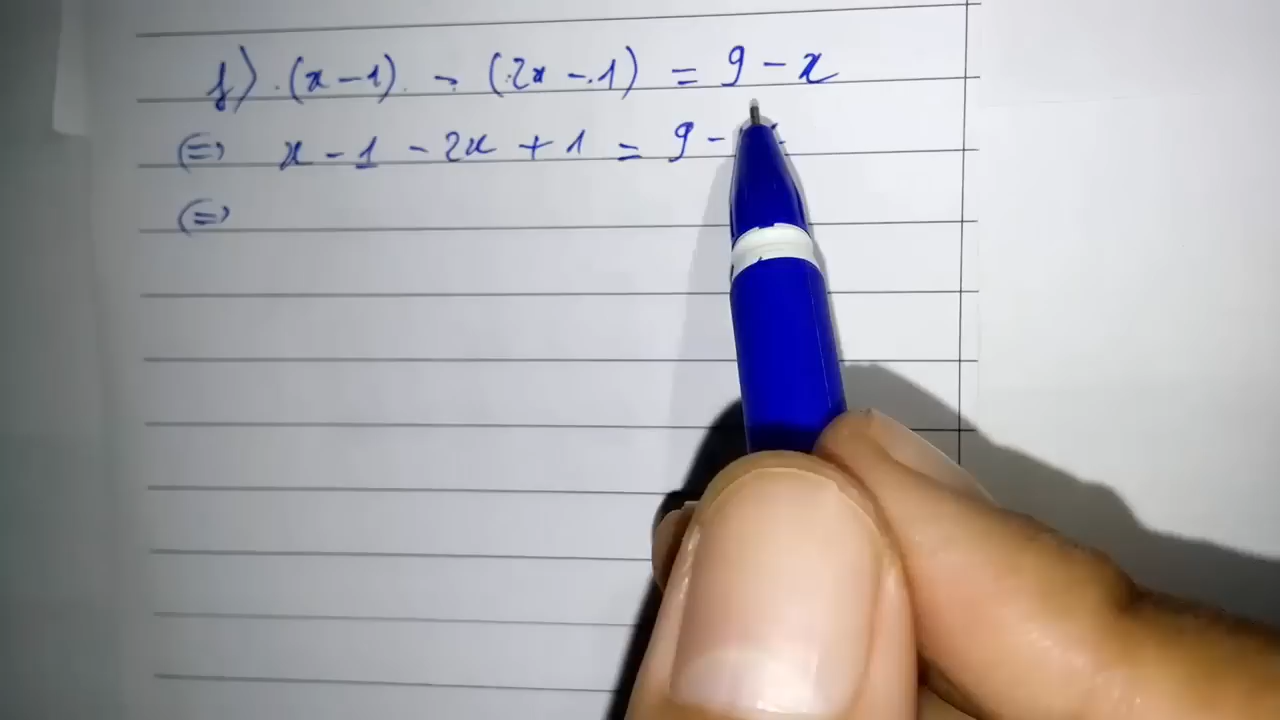 f) (x - 1) - (2x - 1) = 9 - x
(=) x - 1 - 2x + 1 = 9 -
(=)